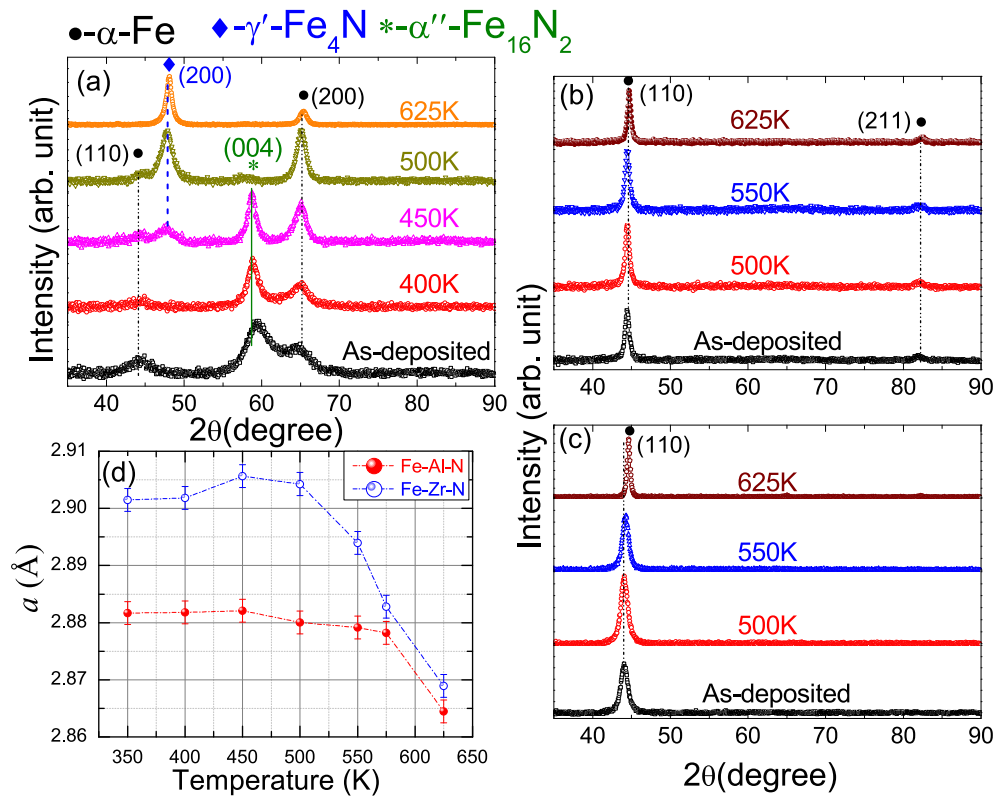 ●-α-Fe ◆-γ'-Fe4N *-α''-Fe16N2
(a)
◆
(200)
●
(200)
625K
(110) ●
(004)
*
500K
450K
400K
As-deposited
Intensity (arb. unit)
40 50 60 70 80 90
2θ(degree)
(b)
●
(110)
625K
●
(211)
550K
500K
As-deposited
40 50 60 70 80 90
(c)
●
(110)
625K
550K
500K
As-deposited
Intensity (arb. unit)
40 50 60 70 80 90
2θ(degree)
(d)
Fe-Al-N
Fe-Zr-N
2.91
2.90
2.89
2.88
2.87
2.86
a (Å)
350 400 450 500 550 600 650
Temperature (K)